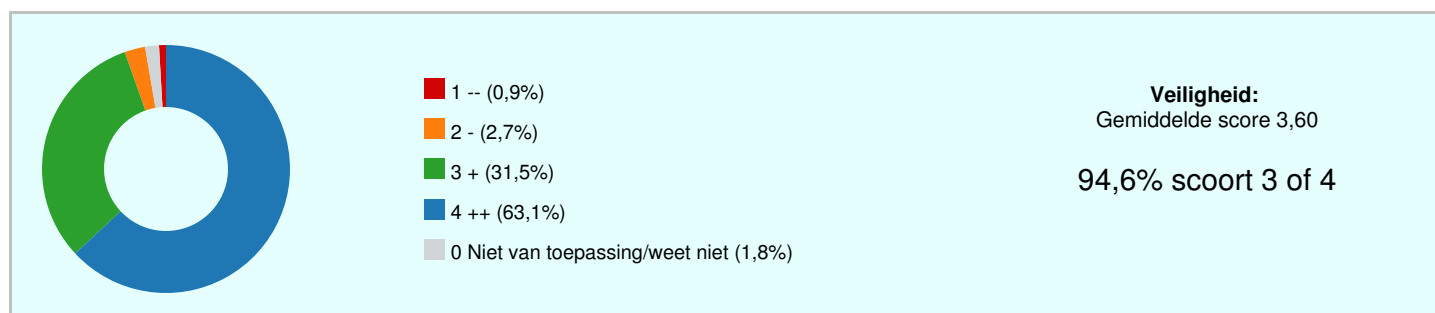 1 -- (0,9%)
2 - (2,7%)
3 + (31,5%)
4 ++ (63,1%)
0 Niet van toepassing/weet niet (1,8%)
Veiligheid:
Gemiddelde score 3,60
94,6% scoort 3 of 4